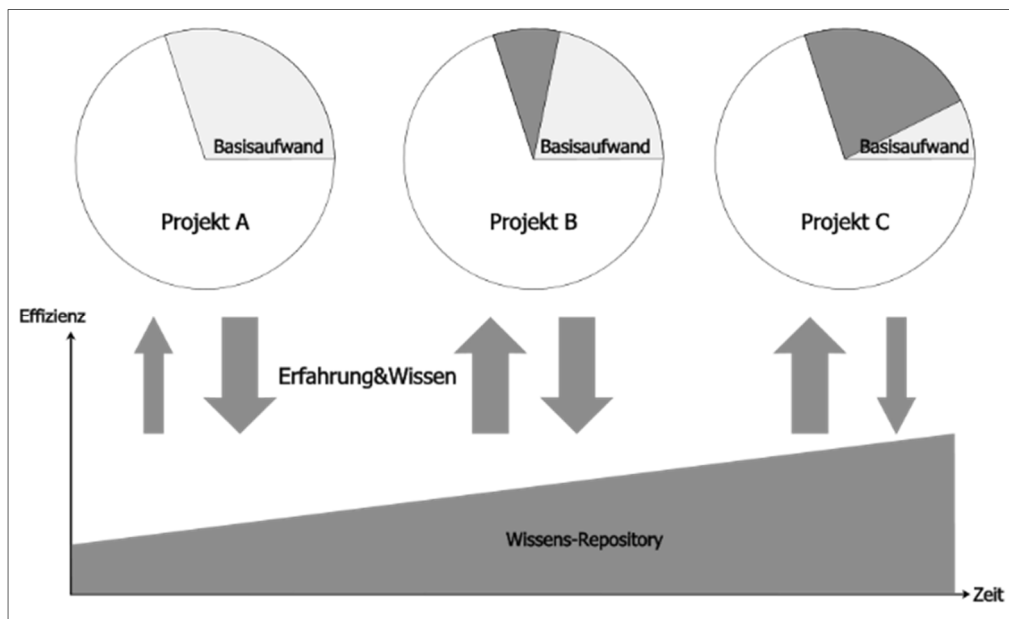 Basisaufwand
Basisaufwand
Basisaufwand
Projekt A
Projekt B
Projekt C
Effizienz
Erfahrung&Wissen
Wissens-Repository
Zeit